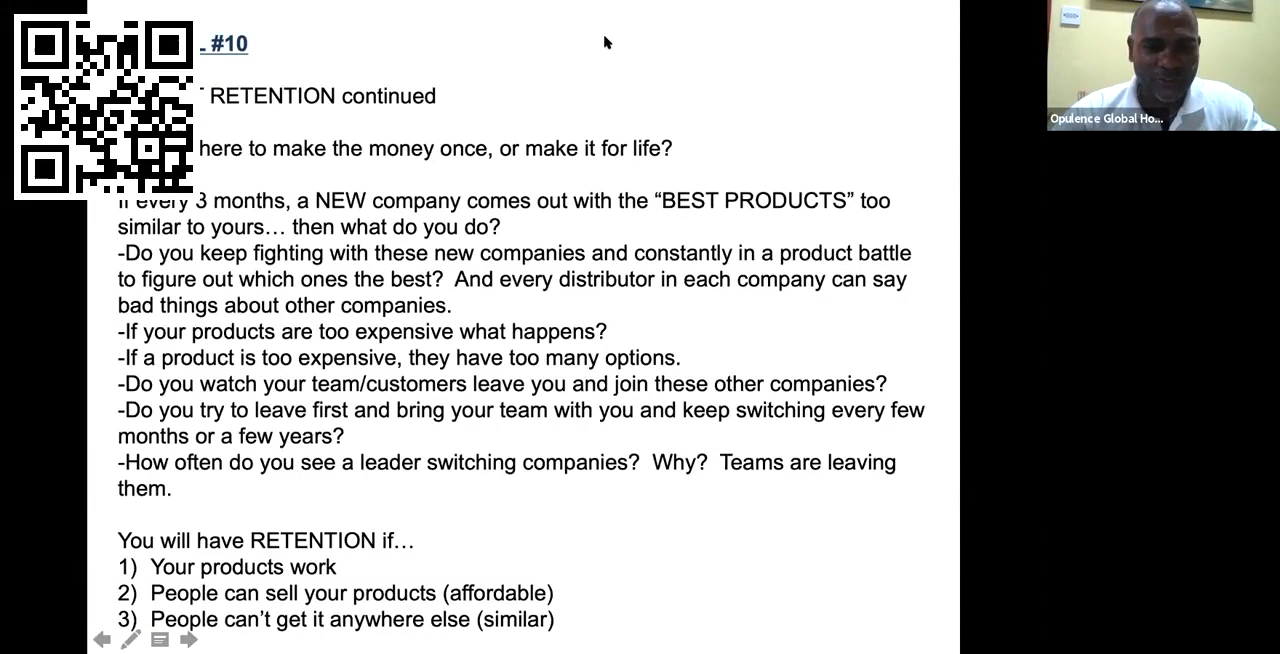 #10
RETENTION continued
here to make the money once, or make it for life?
If every 3 months, a NEW company comes out with the “BEST PRODUCTS” too
similar to yours… then what do you do?
-Do you keep fighting with these new companies and constantly in a product battle
to figure out which ones the best?  And every distributor in each company can say
bad things about other companies.
-If your products are too expensive what happens?
-If a product is too expensive, they have too many options.
-Do you watch your team/customers leave you and join these other companies?
-Do you try to leave first and bring your team with you and keep switching every few
months or a few years?
-How often do you see a leader switching companies?  Why?  Teams are leaving
them.
You will have RETENTION if…
1)  Your products work
2)  People can sell your products (affordable)
3)  People can’t get it anywhere else (similar)
Opulence Global Ho...